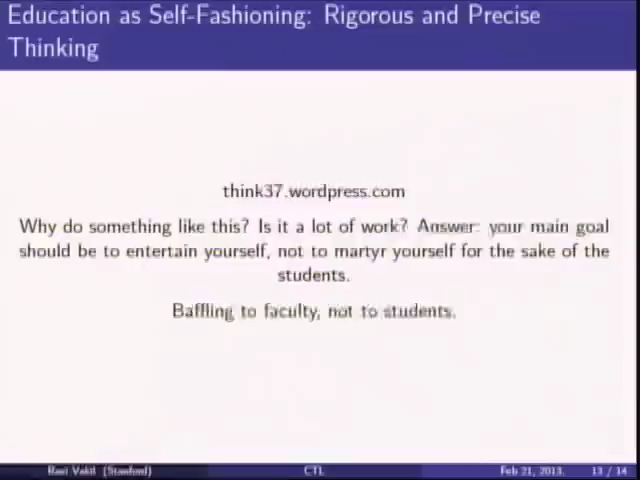 Education as Self-Fashioning: Rigorous and Precise
Thinking
think37.wordpress.com
Why do something like this? Is it a lot of work? Answer: your main goal
should be to entertain yourself, not to martyr yourself for the sake of the
students.
Baffling to faculty, not to students.
Ravi Vakil (Stanford) CTL Feb 21, 2013. 13 / 14